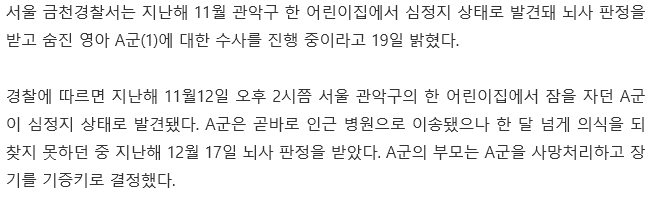 서울 금천경찰서는 지난해 11월 관악구 한 어린이집에서 심정지 상태로 발견돼 뇌사 판정을
받고 숨진 영아 A군(1)에 대한 수사를 진행 중이라고 19일 밝혔다.
경찰에 따르면 지난해 11월12일 오후 2시쯤 서울 관악구의 한 어린이집에서 잠을 자던 A군
이 심정지 상태로 발견됐다. A군은 곧바로 인근 병원으로 이송됐으나 한 달 넘게 의식을 되
찾지 못하던 중 지난해 12월 17일 뇌사 판정을 받았다. A군의 부모는 A군을 사망처리하고 장
기를 기증키로 결정했다.